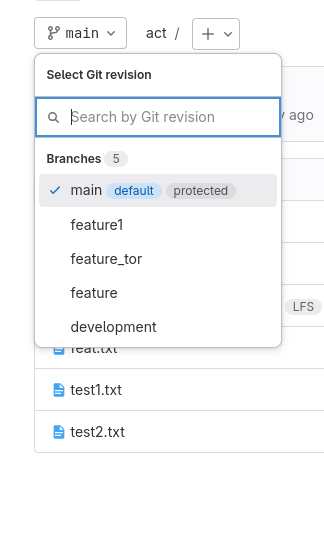 main
act / +
Select Git revision
Search by Git revision
ago
Branches 5
main default protected
feature1
feature_tor
feature
LFS
development
feat.txt
test1.txt
test2.txt